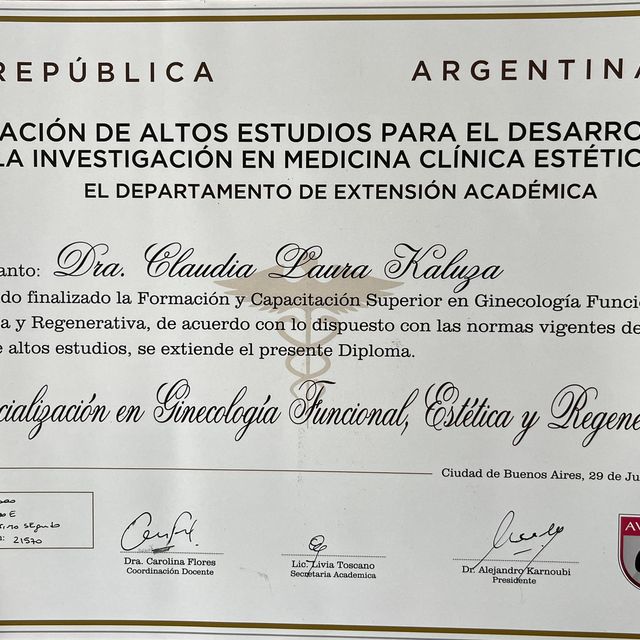 REPÚBLICA ARGENTINA
ACIÓN DE ALTOS ESTUDIOS PARA EL DESARRO
LA INVESTIGACIÓN EN MEDICINA CLÍNICA ESTÉTIC
EL DEPARTAMENTO DE EXTENSIÓN ACADÉMICA
anto: Dra. Claudia Laura Kaluza
do finalizado la Formación y Capacitación Superior en Ginecología Funcio
a y Regenerativa, de acuerdo con lo dispuesto con las normas vigentes de
e altos estudios, se extiende el presente Diploma.
cialización en Ginecología Funcional, Estética y Regene
Ciudad de Buenos Aires, 29 de Ju
21570
AV
Dra. Carolina Flores
Coordinación Docente
Lic. Livia Toscano
Secretaria Academica
Dr. Alejandro Karnoubi
Presidente